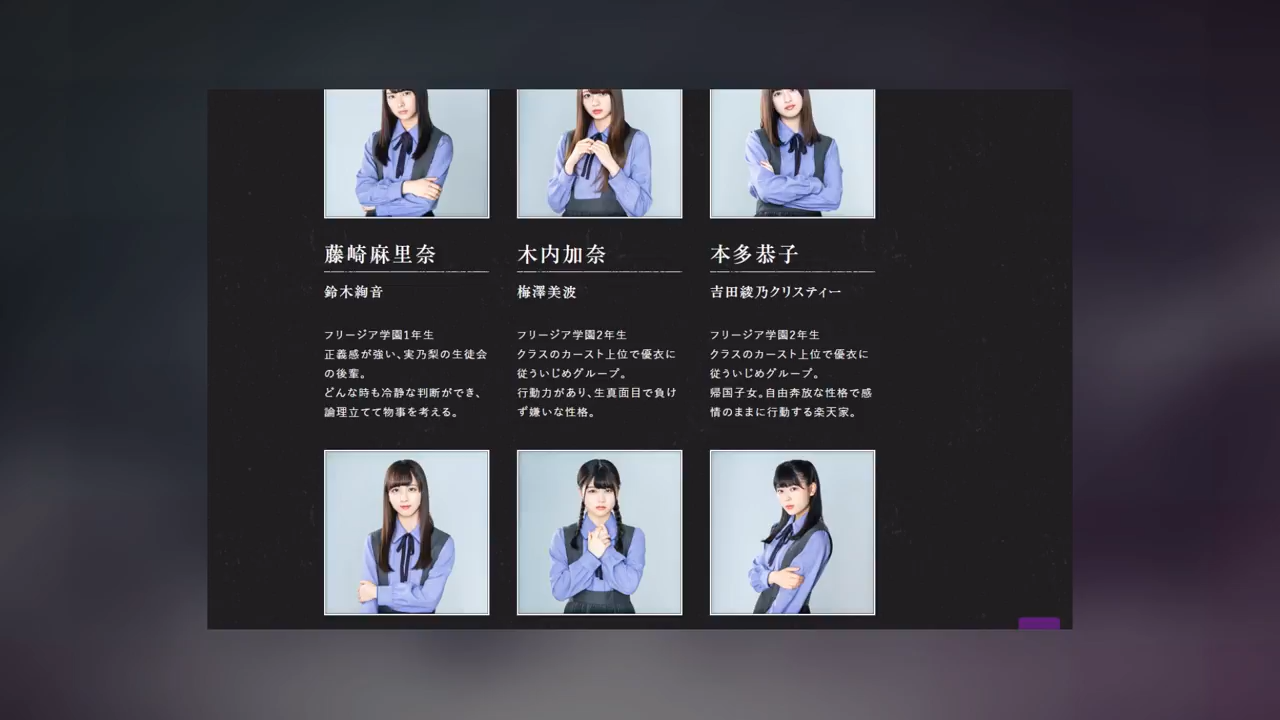 藤崎麻里奈
鈴木絢音
フリージア学園1年生
正義感が強い、実乃梨の生徒会
の後輩。
どんな時も冷静な判断ができ、
論理立てて物事を考える。
木内加奈
梅澤美波
フリージア学園2年生
クラスのカースト上位で優衣に
従ういじめグループ。
行動力があり、生真面目で負け
ず嫌いな性格。
本多恭子
吉田綾乃クリスティー
フリージア学園2年生
クラスのカースト上位で優衣に
従ういじめグループ。
帰国子女。自由奔放な性格で感
情のままに行動する楽天家。